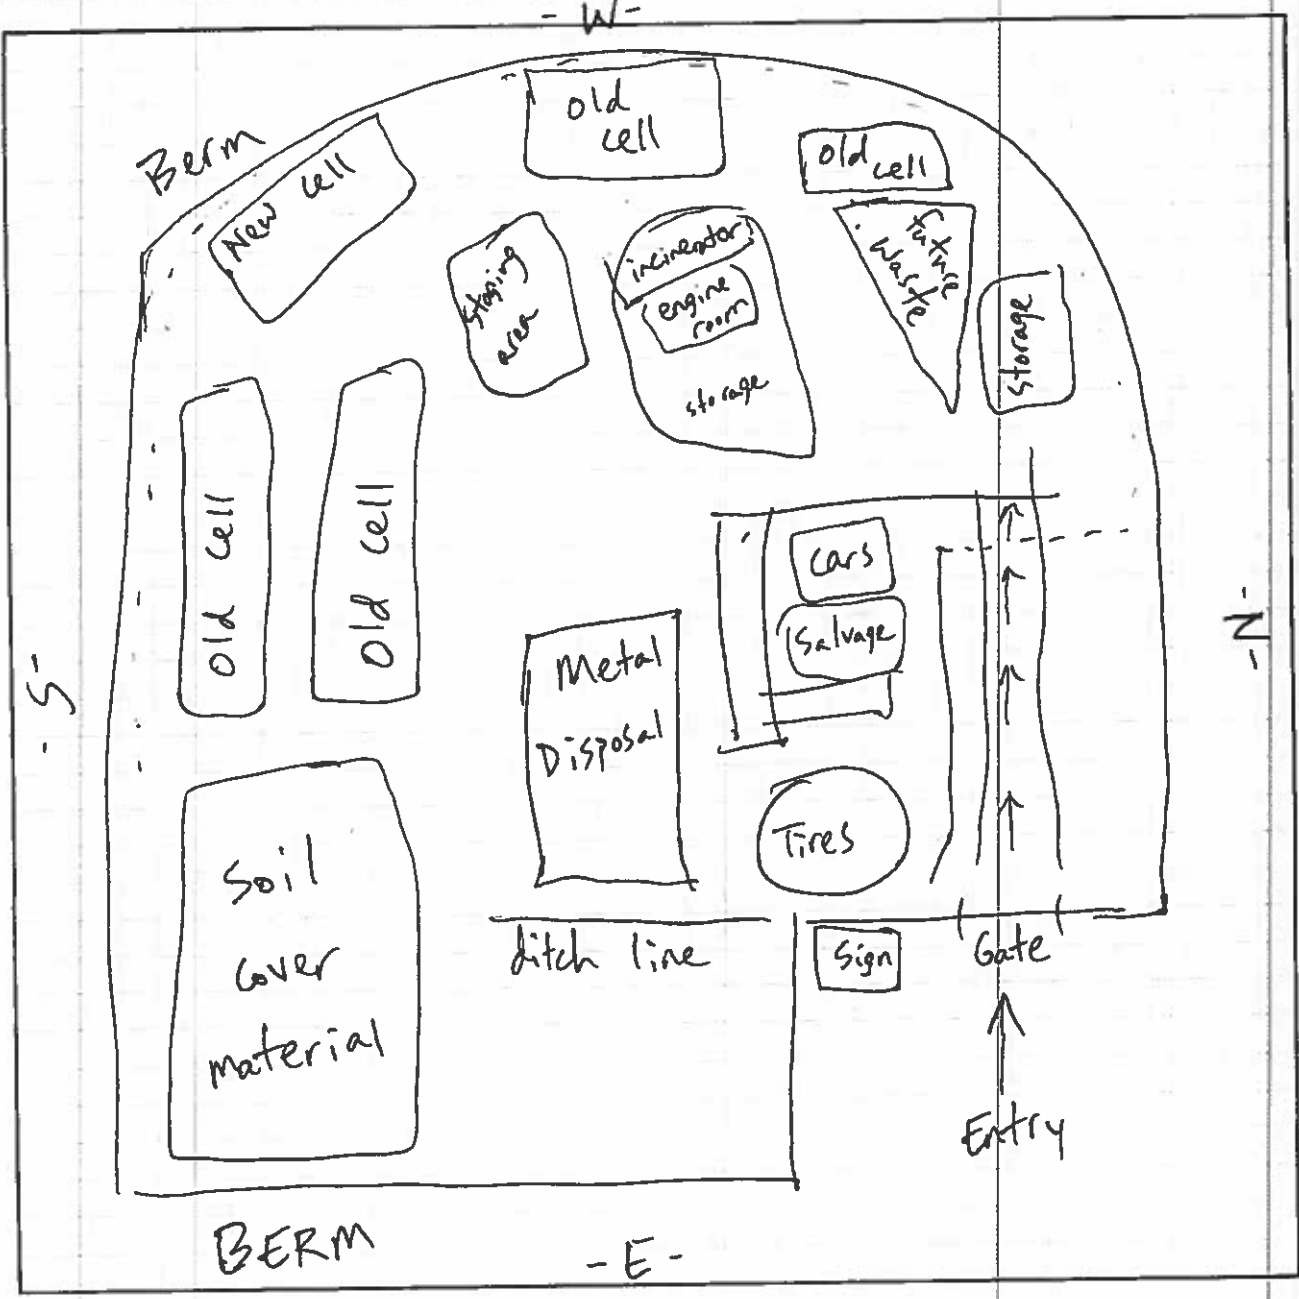 - W -
Berm
New cell
old
cell
old cell
Staging
area
incinerator
engine
room
storage
future
waste
Storage
old cell
old cell
cars
Salvage
- S -
- N -
Metal
Disposal
Tires
Soil
cover
material
ditch line
Sign
Gate
Entry
BERM
- E -